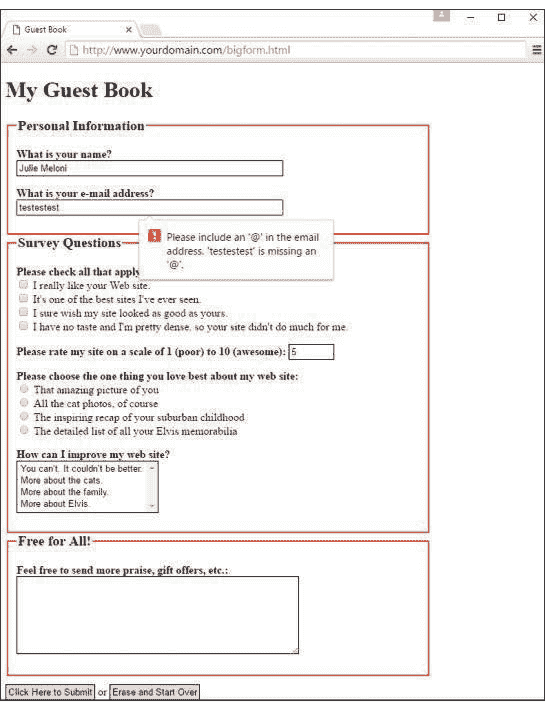 Guest Book
http://www.yourdomain.com/bigform.html
My Guest Book
Personal Information
What is your name?
Julie Meloni
What is your e-mail address?
testestest
Please include an '@' in the email
address. 'testestest' is missing an
'@'.
Survey Questions
Please check all that apply
I really like your Web site.
It's one of the best sites I've ever seen.
I sure wish my site looked as good as yours.
I have no taste and I'm pretty dense, so your site didn't do much for me.
Please rate my site on a scale of 1 (poor) to 10 (awesome): 5
Please choose the one thing you love best about my web site:
That amazing picture of you
All the cat photos, of course
The inspiring recap of your suburban childhood
The detailed list of all your Elvis memorabilia
How can I improve my web site?
You can't. It couldn't be better.
More about the cats.
More about the family.
More about Elvis.
Free for All!
Feel free to send more praise, gift offers, etc.:
Click Here to Submit or Erase and Start Over